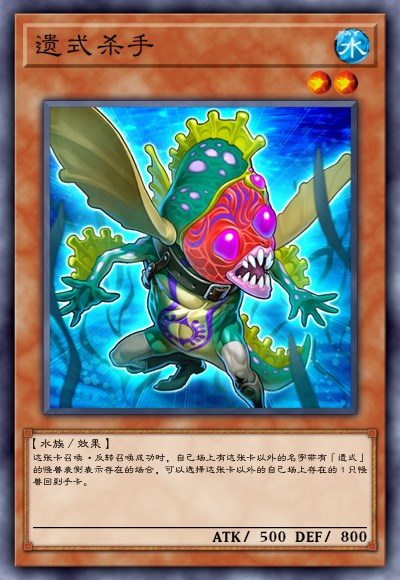 遗式杀手
水
【水族／效果】
这张卡召唤·反转召唤成功时，自己场上有这张卡以外的名字带有「遗式」
的怪兽表侧表示存在的场合，可以选择这张卡以外的自己场上存在的1只怪
兽回到手卡。
ATK/ 500 DEF/ 800